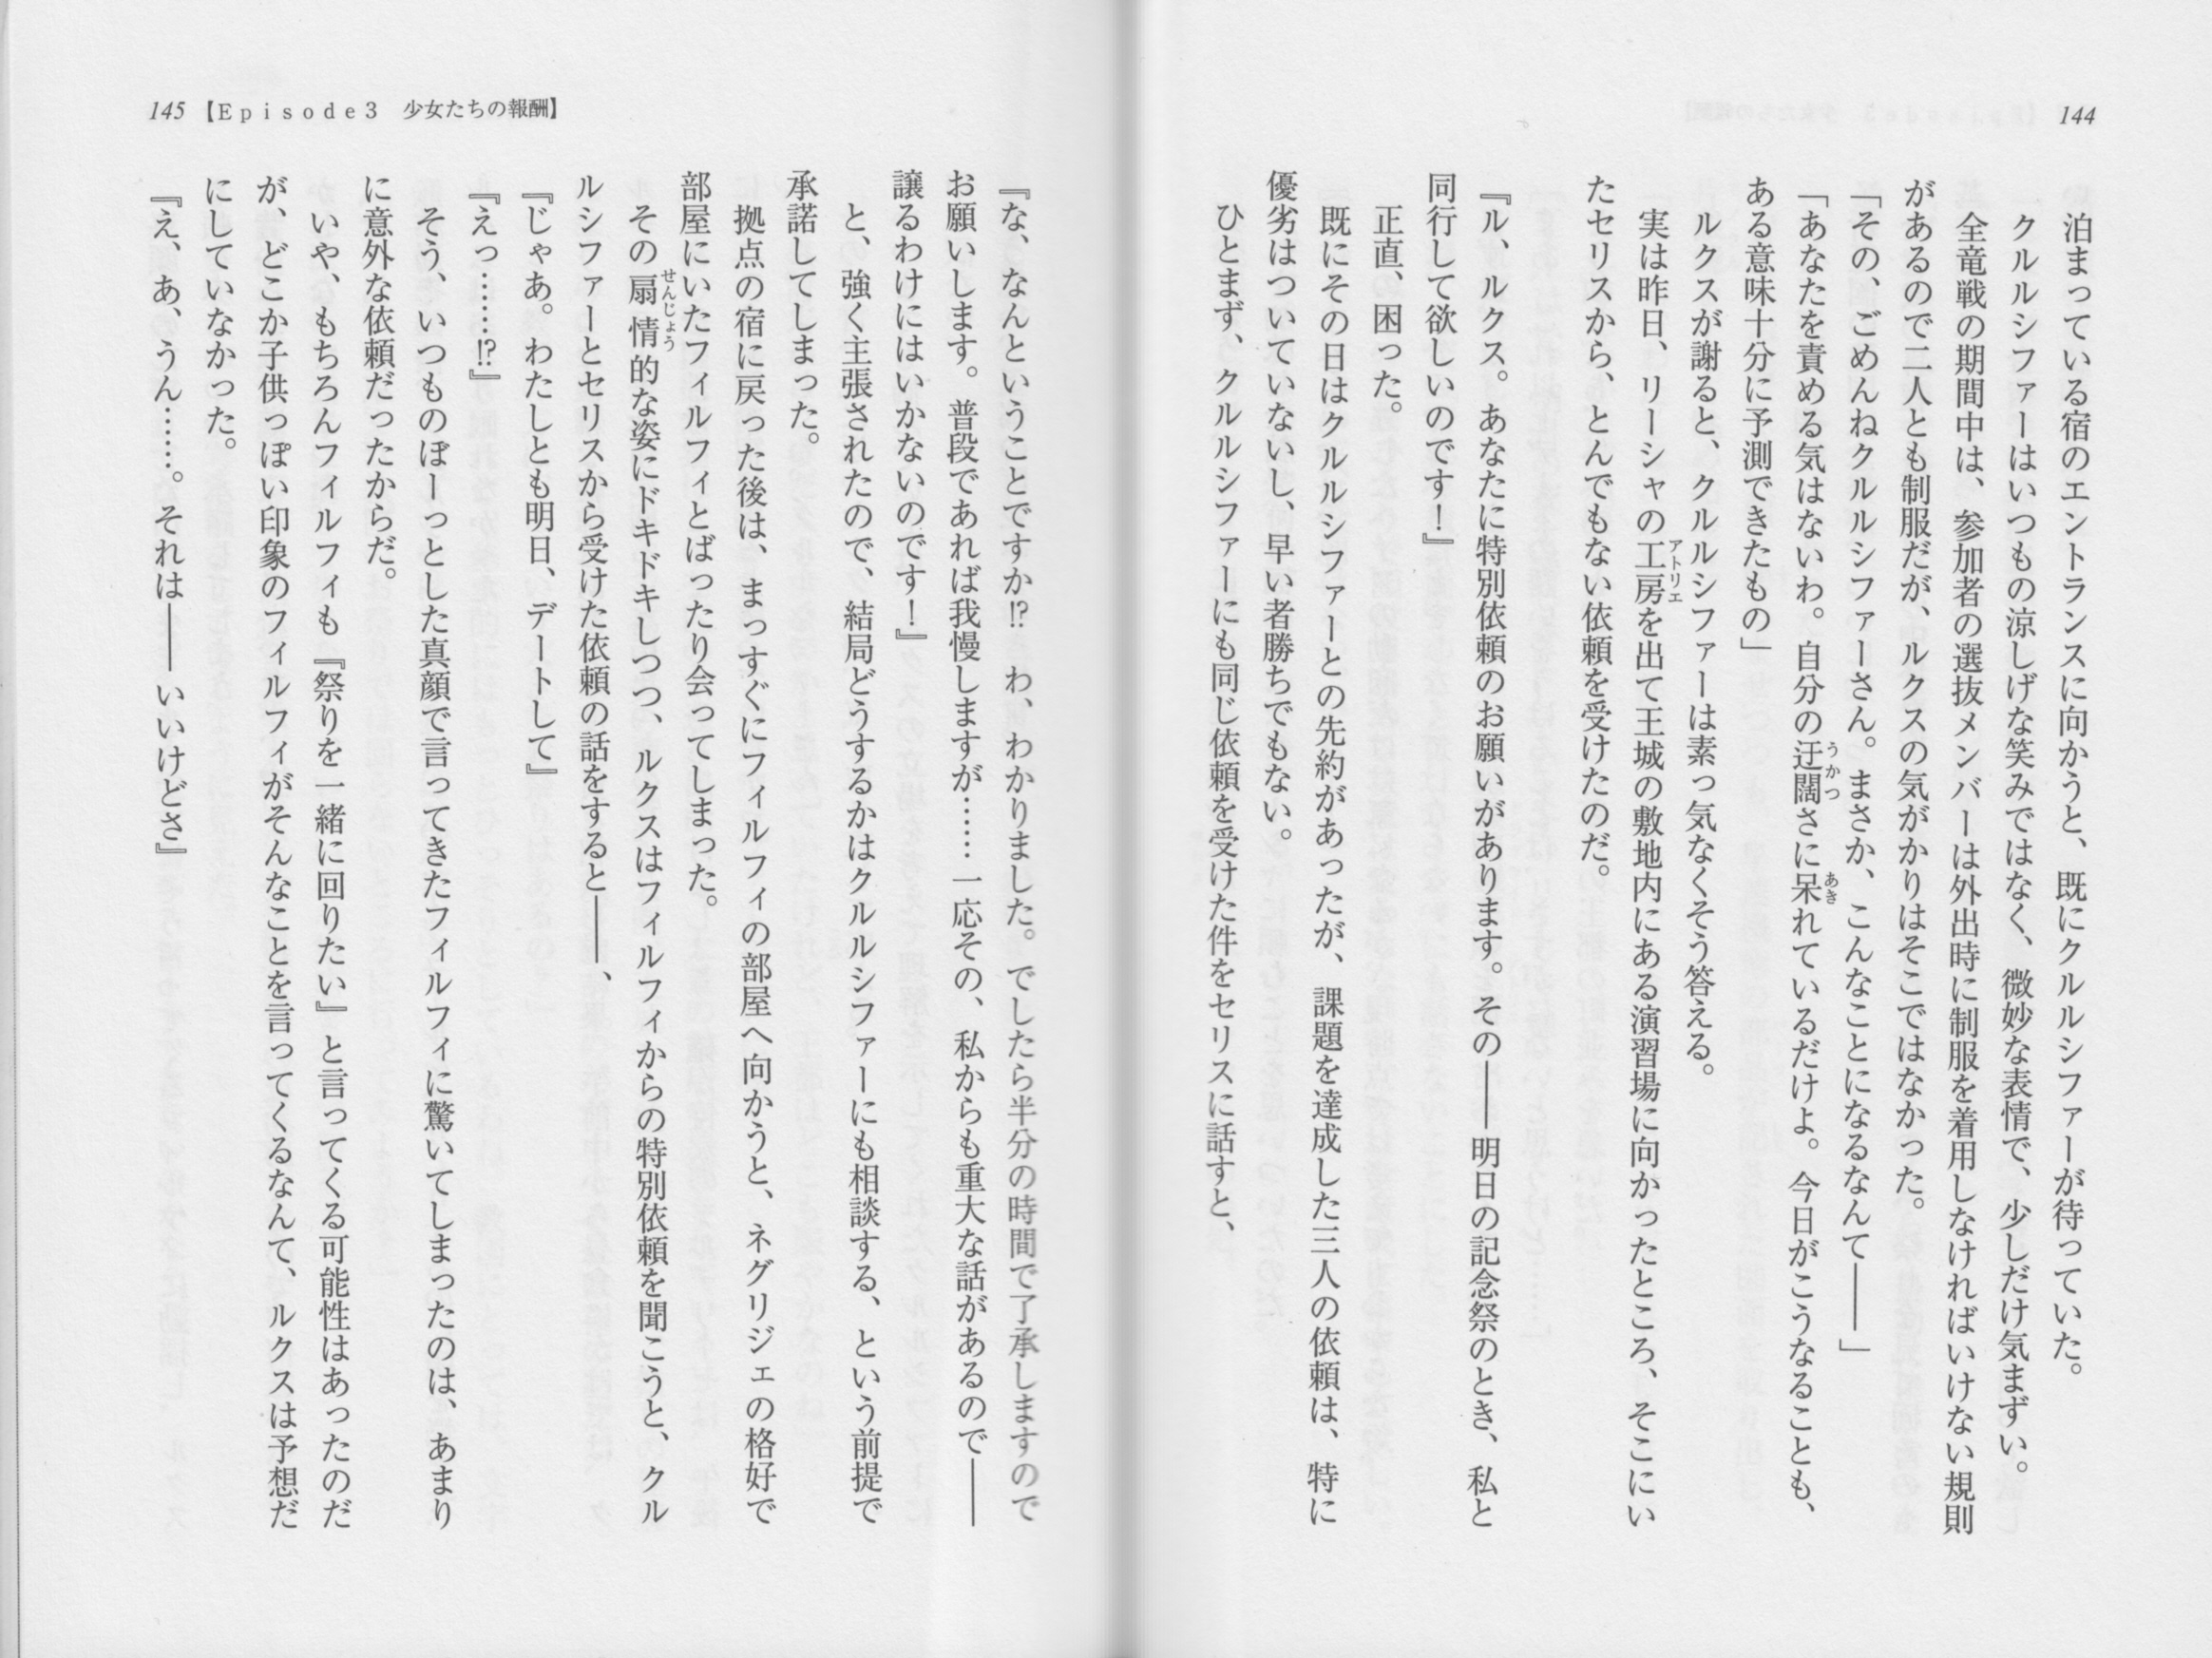 144
泊まっている宿のエントランスに向かうと、既にクルルシファーが待っていた。
クルルシファーはいつもの涼しげな笑みではなく、微妙な表情で、少しだけ気まずい。
全竜戦の期間中は、参加者の選抜メンバーは外出時に制服を着用しなければいけない規則
があるので二人とも制服だが、ルクスの気がかりはそこではなかった。
「その、ごめんねクルルシファーさん。まさか、こんなことになるなんて――」
「あなたを責める気はないわ。自分の迂闊さに呆れているだけよ。今日がこうなることも、
ある意味十分に予測できたもの」
ルクスが謝ると、クルルシファーは素っ気なくそう答える。
実は昨日、リーシャの工房を出て王城の敷地内にある演習場に向かったところ、そこにい
たセリスから、とんでもない依頼を受けたのだ。
『ル、ルクス。あなたに特別依頼のお願いがあります。その――明日の記念祭のとき、私と
同行して欲しいのです！』
正直、困った。
既にその日はクルルシファーとの先約があったが、課題を達成した三人の依頼は、特に
優劣はついていないし、早い者勝ちでもない。
ひとまず、クルルシファーにも同じ依頼を受けた件をセリスに話すと、
145 【Episode3　少女たちの報酬】
『な、なんということですか!?　わ、わかりました。でしたら半分の時間で了承しますので
お願いします。普段であれば我慢しますが……一応その、私からも重大な話があるので――
譲るわけにはいかないのです！』
と、強く主張されたので、結局どうするかはクルルシファーにも相談する、という前提で
承諾してしまった。
拠点の宿に戻った後は、まっすぐにフィルフィの部屋へ向かうと、ネグリジェの格好で
部屋にいたフィルフィとばったり会ってしまった。
その扇情的な姿にドキドキしつつ、ルクスはフィルフィからの特別依頼を聞こうと、クル
ルシファーとセリスから受けた依頼の話をすると――、
『じゃあ。わたしとも明日、デートして』
『えっ……!?』
そう、いつものぼーっとした真顔で言ってきたフィルフィに驚いてしまったのは、あまり
に意外な依頼だったからだ。
いや、もちろんフィルフィも『祭りを一緒に回りたい』と言ってくる可能性はあったのだ
が、どこか子供っぽい印象のフィルフィがそんなことを言ってくるなんて、ルクスは予想だ
にしていなかった。
『え、あ、うん……。それは――いいけどさ』